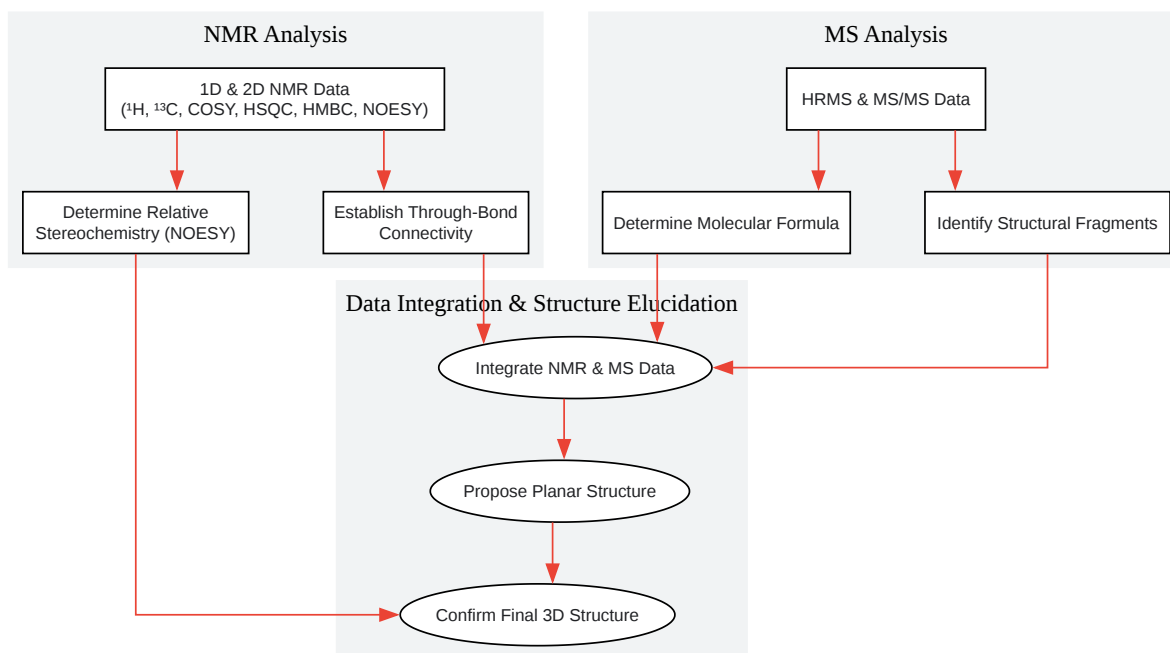 NMR Analysis
1D & 2D NMR Data
(¹H, ¹³C, COSY, HSQC, HMBC, NOESY)
Determine Relative
Stereochemistry (NOESY)
Establish Through-Bond
Connectivity
MS Analysis
HRMS & MS/MS Data
Determine Molecular Formula
Identify Structural Fragments
Data Integration & Structure Elucidation
Integrate NMR & MS Data
Propose Planar Structure
Confirm Final 3D Structure